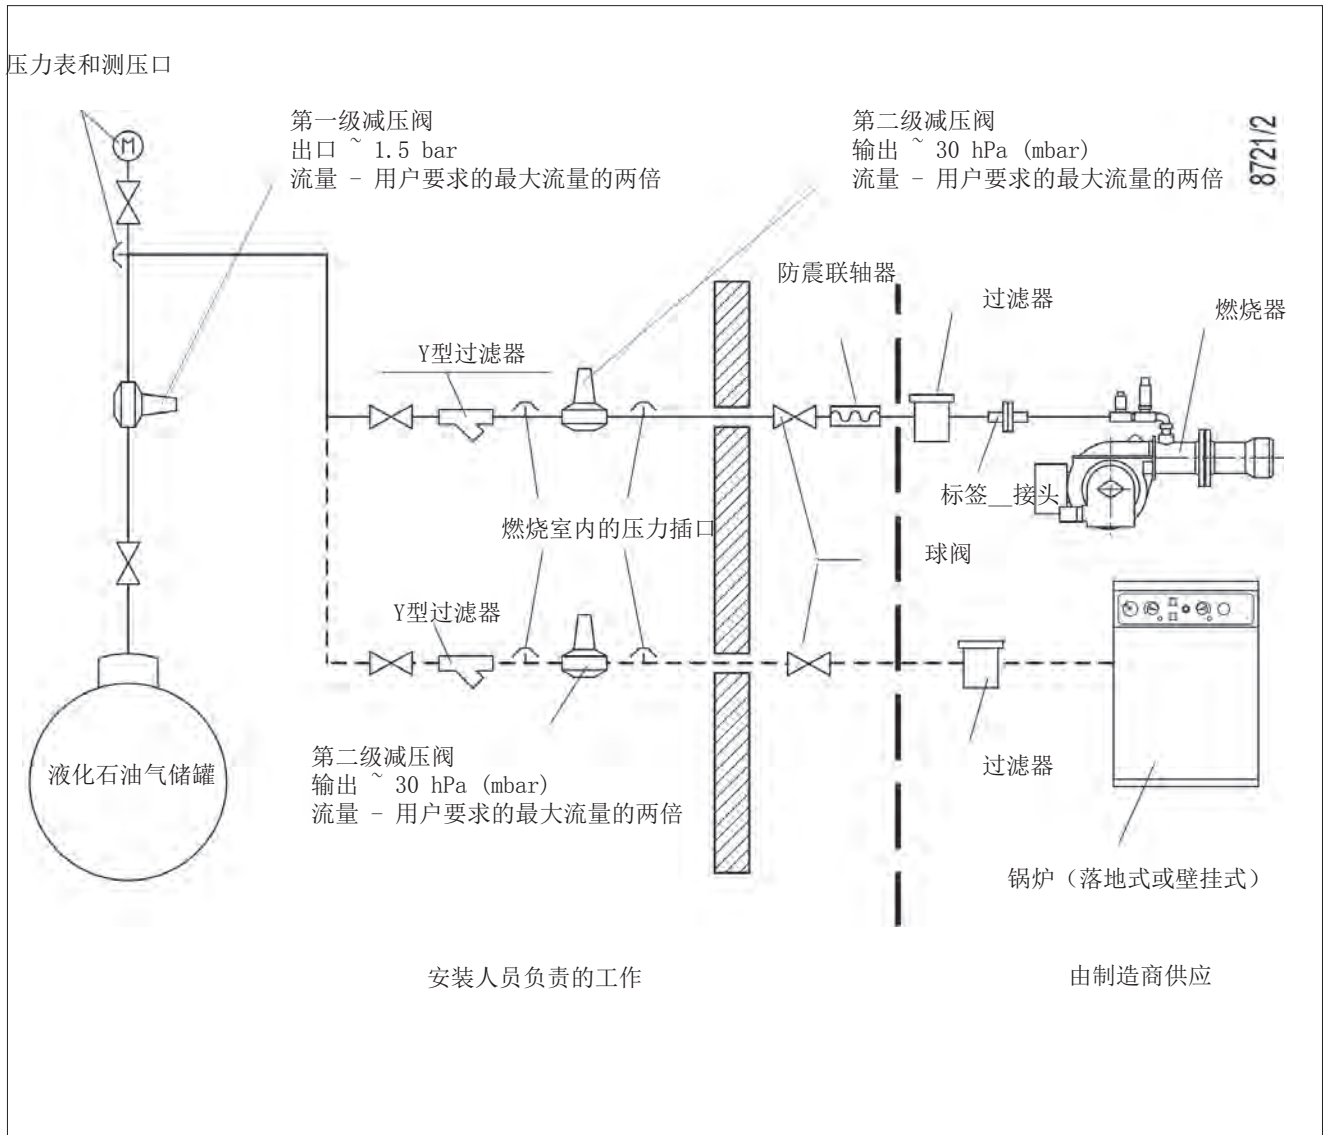 压力表和测压口
M
第一级减压阀
出口 ~ 1.5 bar
流量 - 用户要求的最大流量的两倍
第二级减压阀
输出 ~ 30 hPa (mbar)
流量 - 用户要求的最大流量的两倍
8721/2
防震联轴器
过滤器
燃烧器
Y型过滤器
标签__接头
燃烧室内的压力插口
球阀
Y型过滤器
液化石油气储罐
第二级减压阀
输出 ~ 30 hPa (mbar)
流量 - 用户要求的最大流量的两倍
过滤器
锅炉（落地式或壁挂式）
安装人员负责的工作
由制造商供应